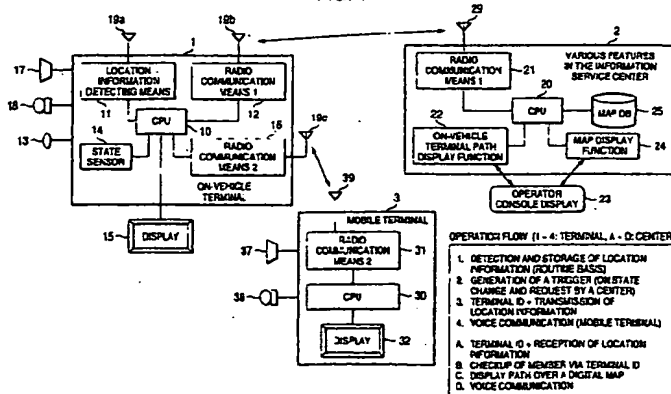 19a
19b
29
1
2
17
LOCATION
INFORMATION
DETECTING MEANS
RADIO
COMMUNICATION
MEANS 1
RADIO
COMMUNICATION
MEANS 1
21
VARIOUS FEATURES
IN THE INFORMATION
SERVICE CENTER
18
11
12
20
CPU
10
16
19c
22
CPU
MAP DB
25
13
14
STATE
SENSOR
RADIO
COMMUNICATION
MEANS 2
ON-VEHICLE
TERMINAL PATH
DISPLAY FUNCTION
MAP DISPLAY
FUNCTION
24
ON-VEHICLE
TERMINAL
39
3
OPERATOR
CONSOLE DISPLAY
23
15
DISPLAY
MOBILE TERMINAL
37
RADIO
COMMUNICATION
MEANS 2
31
38
CPU
30
DISPLAY
32
OPERATION FLOW (1 - 4: TERMINAL, A - D: CENTER)
1. DETECTION AND STORAGE OF LOCATION
INFORMATION (ROUTINE BASIS)
2. GENERATION OF A TRIGGER (ON STATE
CHANGE AND REQUEST BY A CENTER)
3. TERMINAL ID + TRANSMISSION OF
LOCATION INFORMATION
4. VOICE COMMUNICATION (MOBILE TERMINAL)
A. TERMINAL ID + RECEPTION OF LOCATION
INFORMATION
B. CHECKUP OF MEMBER VIA TERMINAL ID
C. DISPLAY PATH OVER A DIGITAL MAP
D. VOICE COMMUNICATION